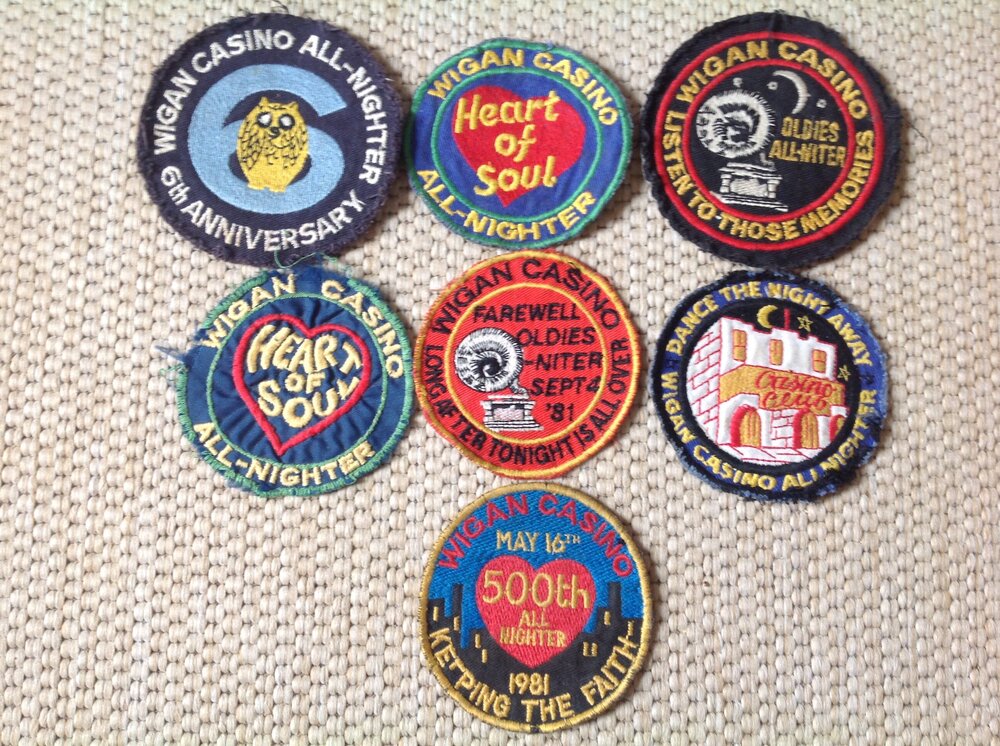 WIGAN CASINO ALL-NIGHTER
6
6th ANNIVERSARY
WIGAN CASINO
Heart
of
Soul
ALL-NIGHTER
WIGAN CASINO
OLDIES
ALL-NITER
LISTEN TO THOSE MEMORIES
WIGAN CASINO
HEART
OF
SOUL
ALL-NIGHTER
WIGAN CASINO
FAREWELL
OLDIES
-NITER
SEPT 4
'81
LONG AFTER TONIGHT IS ALL OVER
DANCE THE NIGHT AWAY
Casino
Club
WIGAN CASINO ALL NIGHTER
WIGAN CASINO
MAY 16TH
500th
ALL
NIGHTER
1981
KEEPING THE FAITH